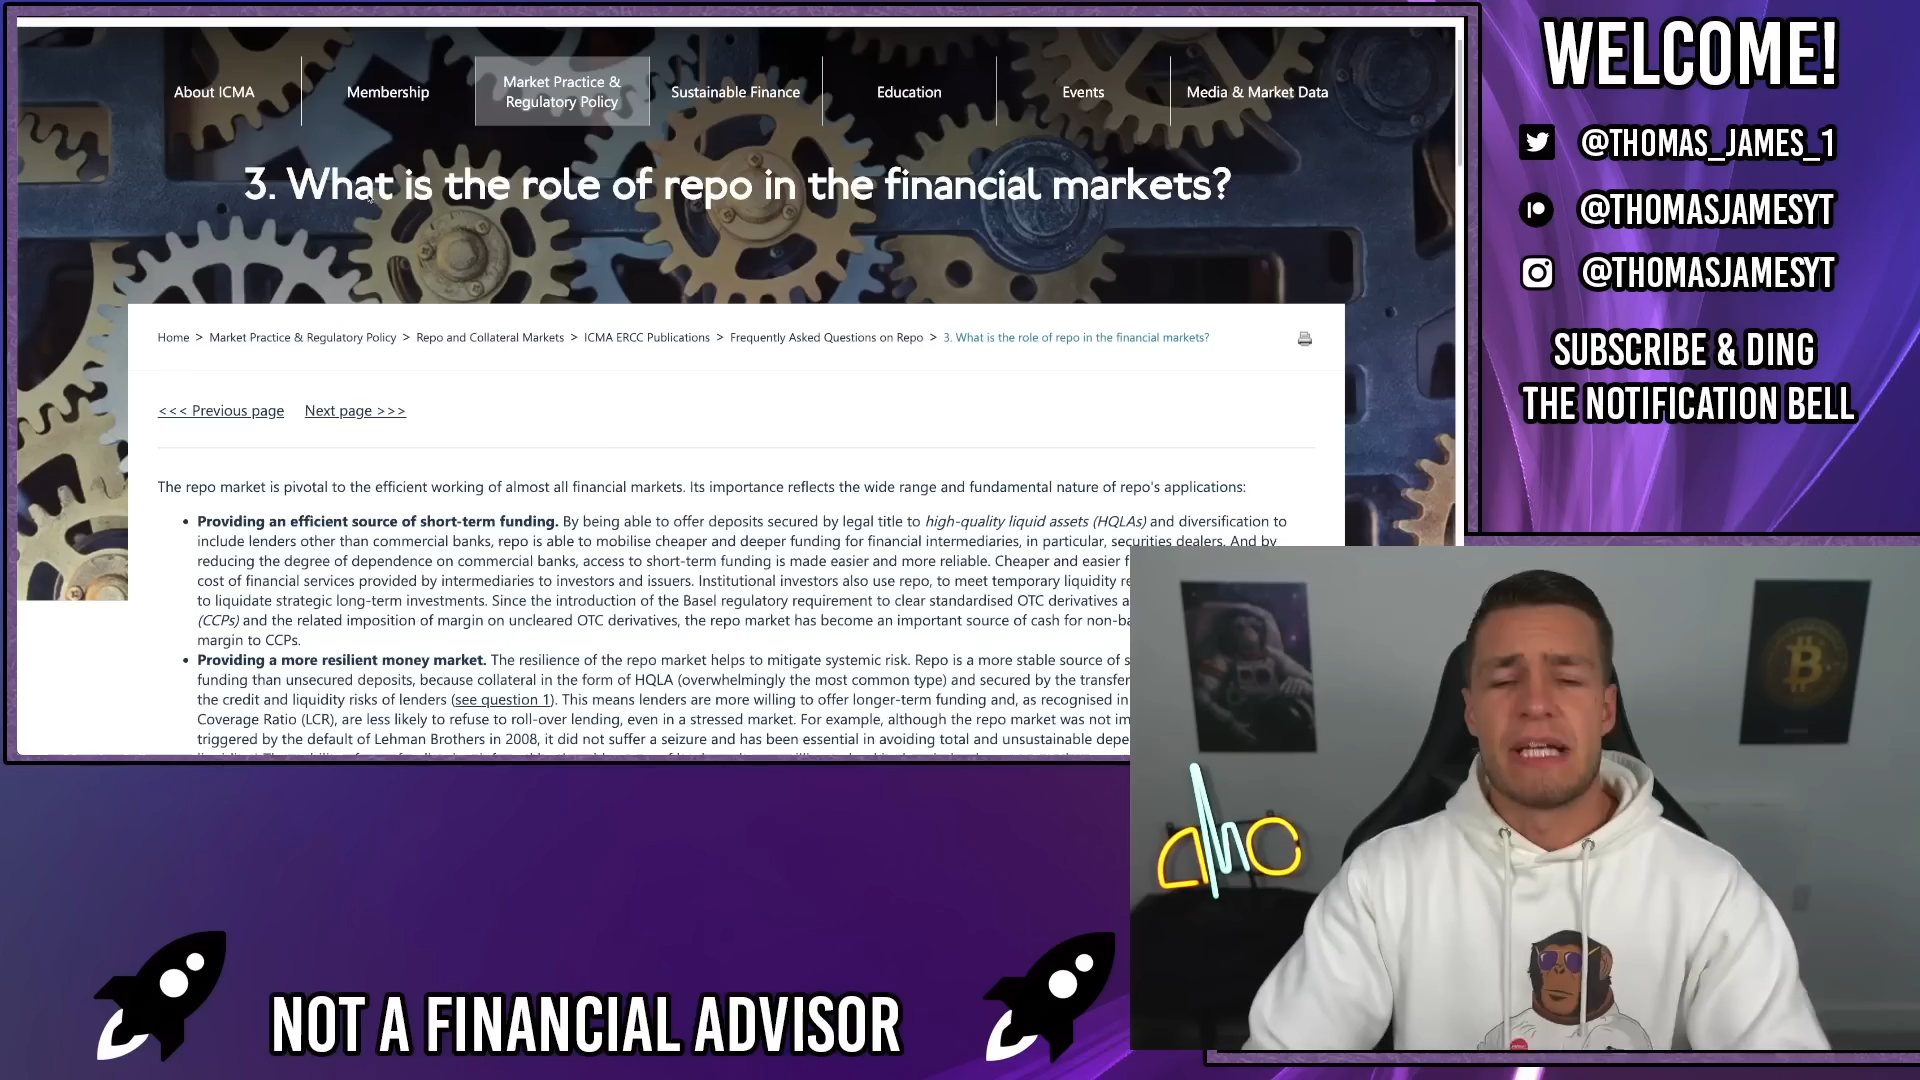 About ICMA
Membership
Market Practice &
Regulatory Policy
Sustainable Finance
Education
Events
Media & Market Data
3. What is the role of repo in the financial markets?
Home > Market Practice & Regulatory Policy > Repo and Collateral Markets > ICMA ERCC Publications > Frequently Asked Questions on Repo > 3. What is the role of repo in the financial markets?
<<< Previous page Next page >>>
The repo market is pivotal to the efficient working of almost all financial markets. Its importance reflects the wide range and fundamental nature of repo's applications:
• Providing an efficient source of short-term funding. By being able to offer deposits secured by legal title to high-quality liquid assets (HQLAs) and diversification to
include lenders other than commercial banks, repo is able to mobilise cheaper and deeper funding for financial intermediaries, in particular, securities dealers. And by
reducing the degree of dependence on commercial banks, access to short-term funding is made easier and more reliable. Cheaper and easier
cost of financial services provided by intermediaries to investors and issuers. Institutional investors also use repo, to meet temporary liquidity
to liquidate strategic long-term investments. Since the introduction of the Basel regulatory requirement to clear standardised OTC derivatives
(CCPs) and the related imposition of margin on uncleared OTC derivatives, the repo market has become an important source of cash for
margin to CCPs.
• Providing a more resilient money market. The resilience of the repo market helps to mitigate systemic risk. Repo is a more stable source of
funding than unsecured deposits, because collateral in the form of HQLA (overwhelmingly the most common type) and secured by the
the credit and liquidity risks of lenders (see question 1). This means lenders are more willing to offer longer-term funding and, as recognised in
Coverage Ratio (LCR), are less likely to refuse to roll-over lending, even in a stressed market. For example, although the repo market was not
triggered by the default of Lehman Brothers in 2008, it did not suffer a seizure and has been essential in avoiding total and unsustainable
WELCOME!
@THOMAS_JAMES_1
@THOMASJAMESYT
@THOMASJAMESYT
SUBSCRIBE & DING
THE NOTIFICATION BELL
NOT A FINANCIAL ADVISOR